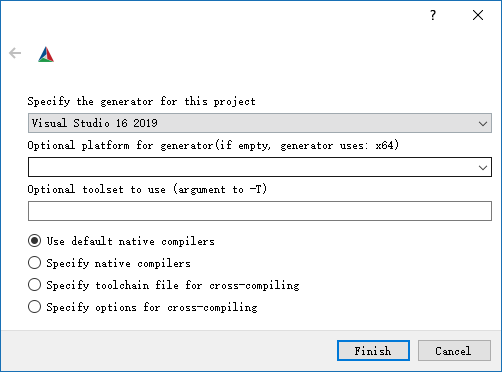 ?
Specify the generator for this project
Visual Studio 16 2019
Optional platform for generator(if empty, generator uses: x64)
Optional toolset to use (argument to -T)
Use default native compilers
Specify native compilers
Specify toolchain file for cross-compiling
Specify options for cross-compiling
Finish
Cancel